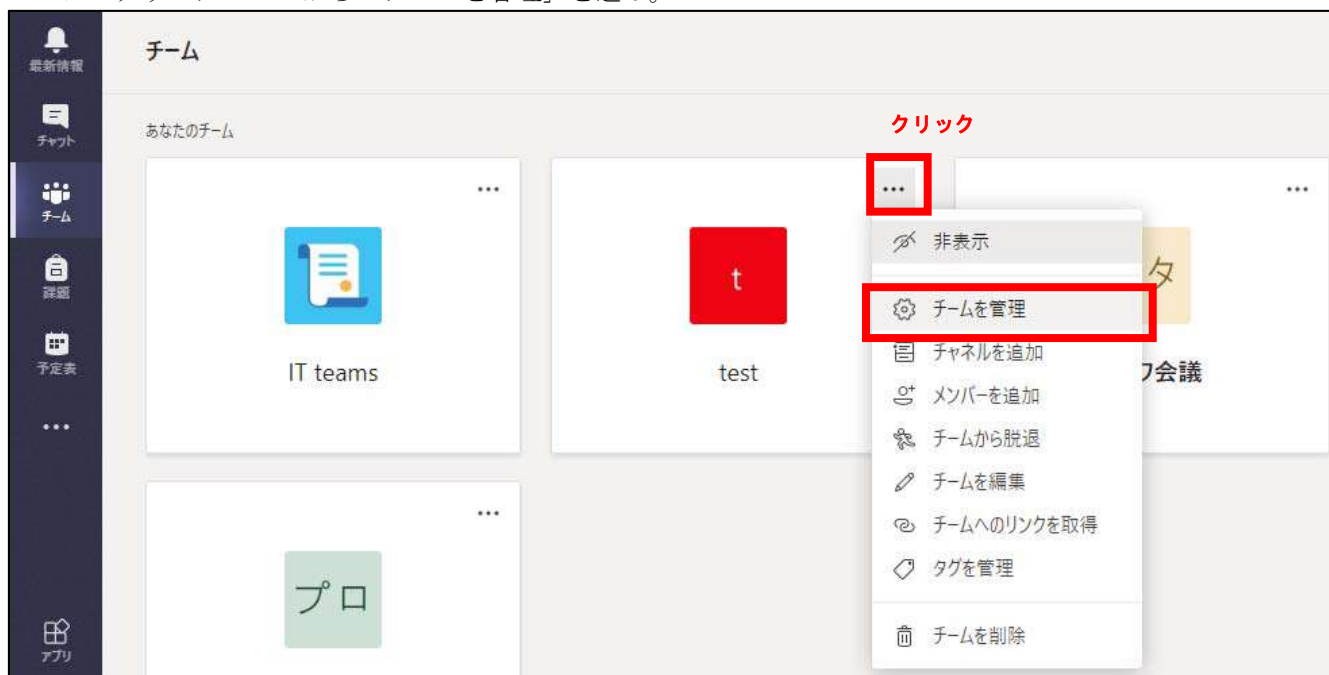 を管理」を選
最新情報
チーム
チャット
あなたのチーム
クリック
チーム
課題
予定表
アプリ
IT teams
t
test
タ
会議
プロ
非表示
チームを管理
チャネルを追加
メンバーを追加
チームから脱退
チームを編集
チームへのリンクを取得
タグを管理
チームを削除